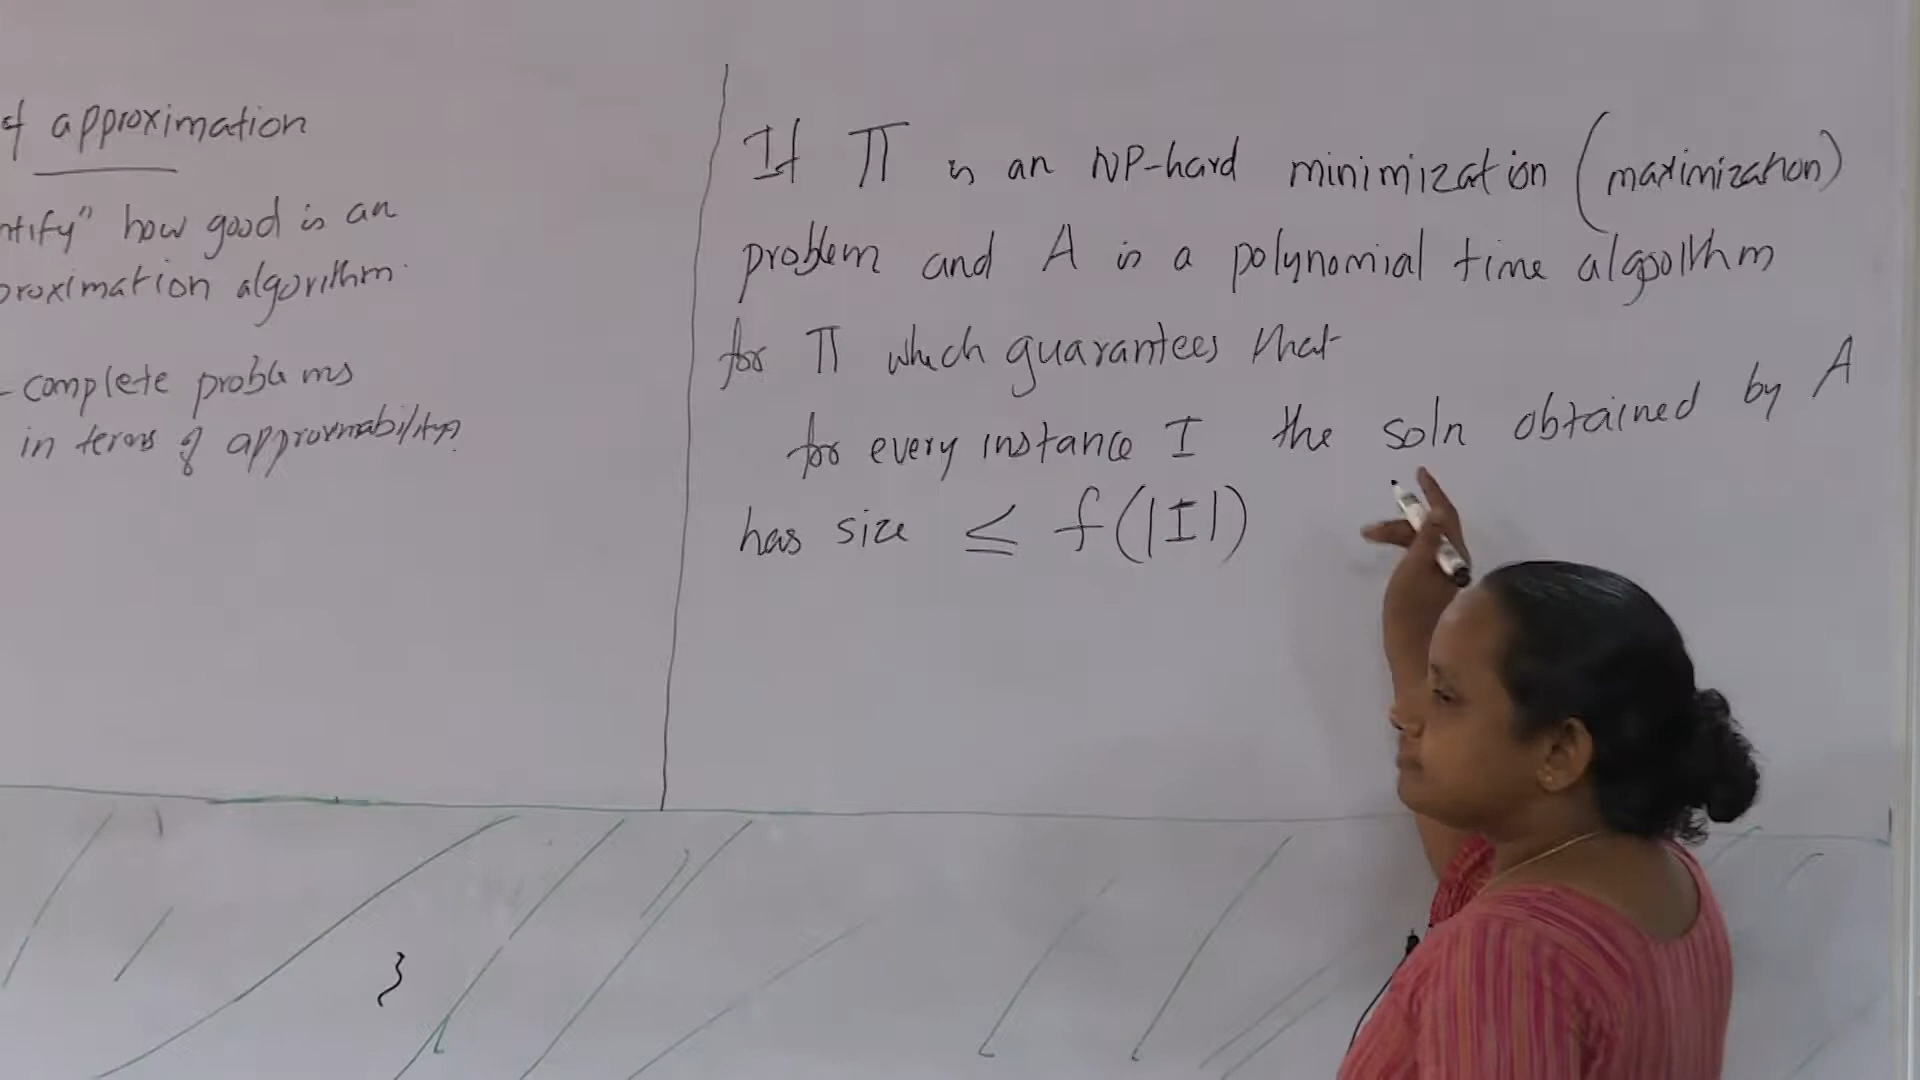 of approximation
ntify" how good is an
proximation algorithm.
- complete problems
in terms of approximability?
If Π is an NP-hard minimization (maximization)
problem and A is a polynomial time algorithm
for Π which guarantees that
for every instance I the soln obtained by A
has size ≤ f(|I|)
}